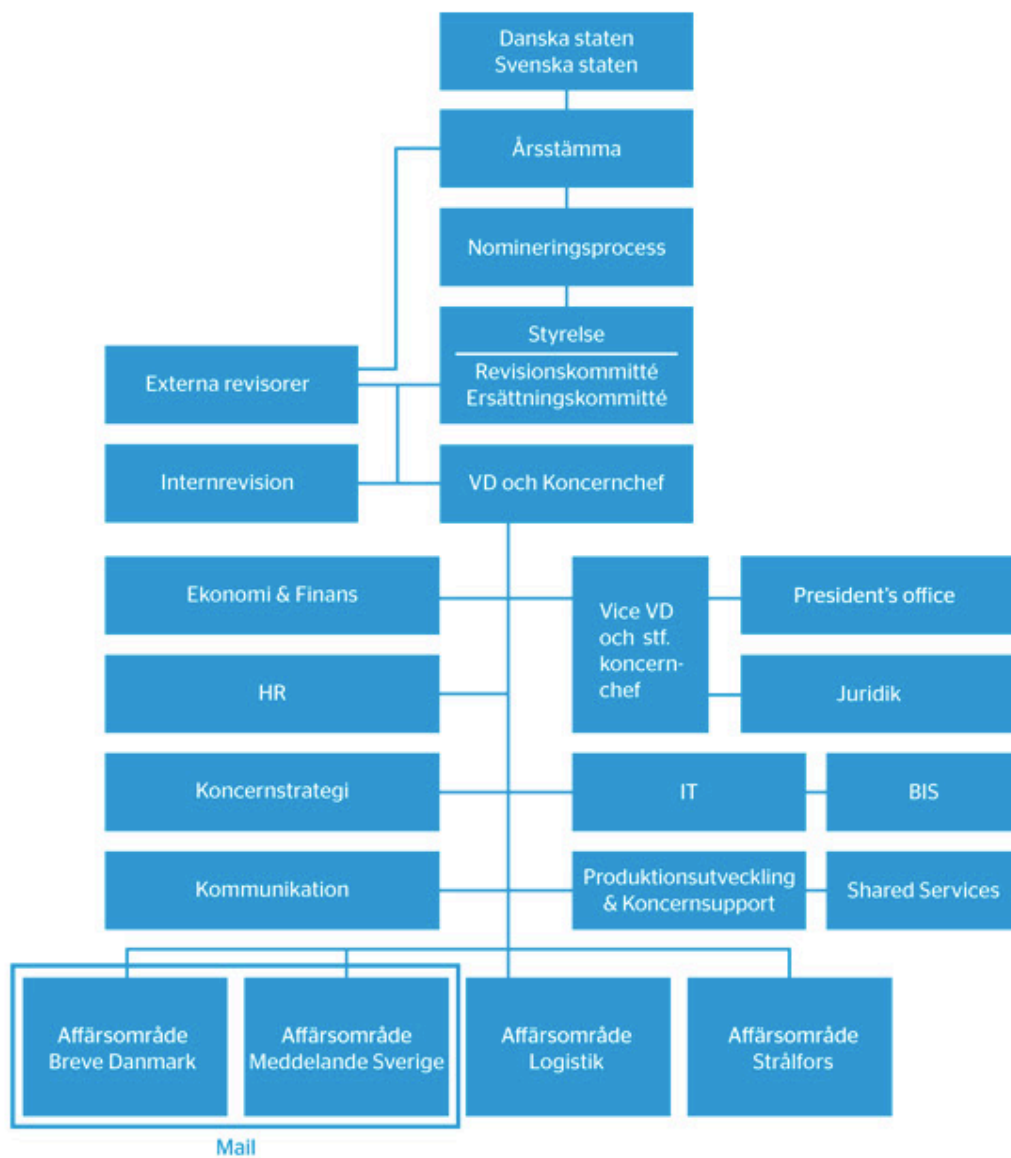 Danska staten
Svenska staten
Årsstämma
Nomineringsprocess
Styrelse
Revisionskommitté
Ersättningskommitté
Externa revisorer
Internrevision
VD och Koncernchef
Ekonomi & Finans
Vice VD
och stf.
koncern-
chef
President's office
HR
Juridik
Koncernstrategi
IT
BIS
Kommunikation
Produktionsutveckling
& Koncernsupport
Shared Services
Affärsområde
Breve Danmark
Affärsområde
Meddelande Sverige
Affärsområde
Logistik
Affärsområde
Strålfors
Mail